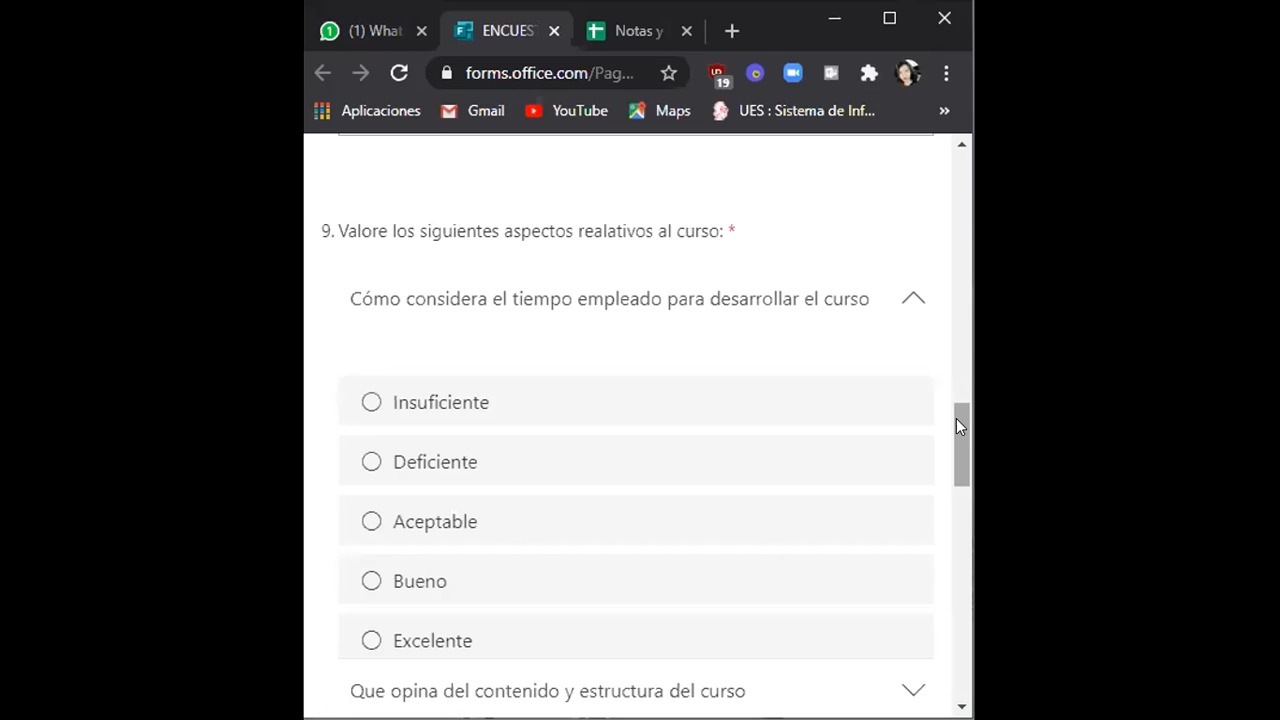 (1) What
ENCUES
Notas y
forms.office.com/Pag...
19
Aplicaciones
Gmail
YouTube
Maps
UES : Sistema de Inf...
»
9. Valore los siguientes aspectos realativos al curso: *
Cómo considera el tiempo empleado para desarrollar el curso
Insuficiente
Deficiente
Aceptable
Bueno
Excelente
Que opina del contenido y estructura del curso